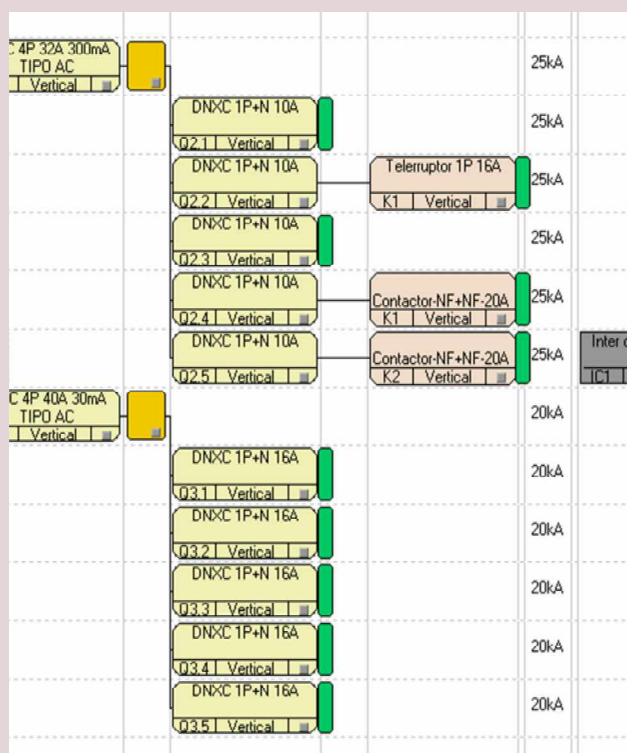 C 4P 32A 300mA
TIPO AC
Vertical
25kA
DNXC 1P+N 10A
Q2.1 Vertical
25kA
DNXC 1P+N 10A
Q2.2 Vertical
Telerruptor 1P 16A
K1 Vertical
25kA
DNXC 1P+N 10A
Q2.3 Vertical
25kA
DNXC 1P+N 10A
Q2.4 Vertical
Contactor-NF+NF-20A
K1 Vertical
25kA
DNXC 1P+N 10A
Q2.5 Vertical
Contactor-NF+NF-20A
K2 Vertical
25kA
Inter
IC1
C 4P 40A 30mA
TIPO AC
Vertical
20kA
DNXC 1P+N 16A
Q3.1 Vertical
20kA
DNXC 1P+N 16A
Q3.2 Vertical
20kA
DNXC 1P+N 16A
Q3.3 Vertical
20kA
DNXC 1P+N 16A
Q3.4 Vertical
20kA
DNXC 1P+N 16A
Q3.5 Vertical
20kA